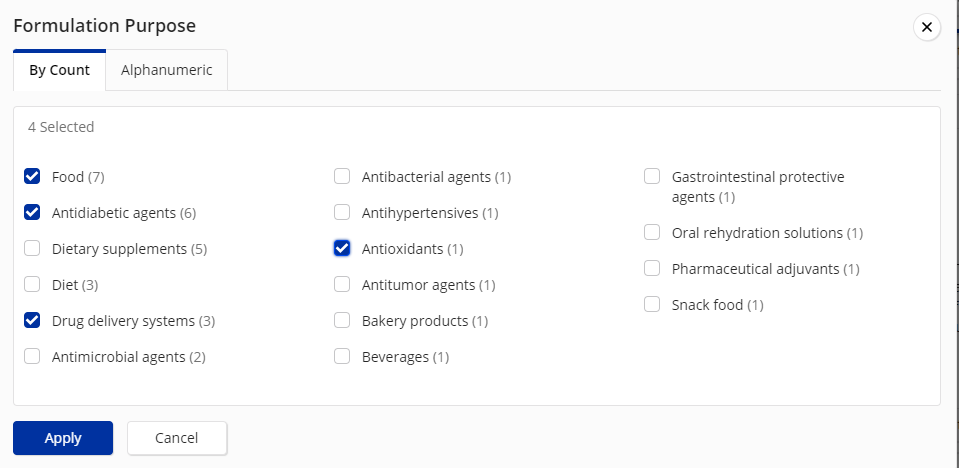 Formulation Purpose
By Count
Alphanumeric
4 Selected
Food (7)
Antidiabetic agents (6)
Dietary supplements (5)
Diet (3)
Drug delivery systems (3)
Antimicrobial agents (2)
Antibacterial agents (1)
Antihypertensives (1)
Antioxidants (1)
Antitumor agents (1)
Bakery products (1)
Beverages (1)
Gastrointestinal protective
agents (1)
Oral rehydration solutions (1)
Pharmaceutical adjuvants (1)
Snack food (1)
Apply
Cancel